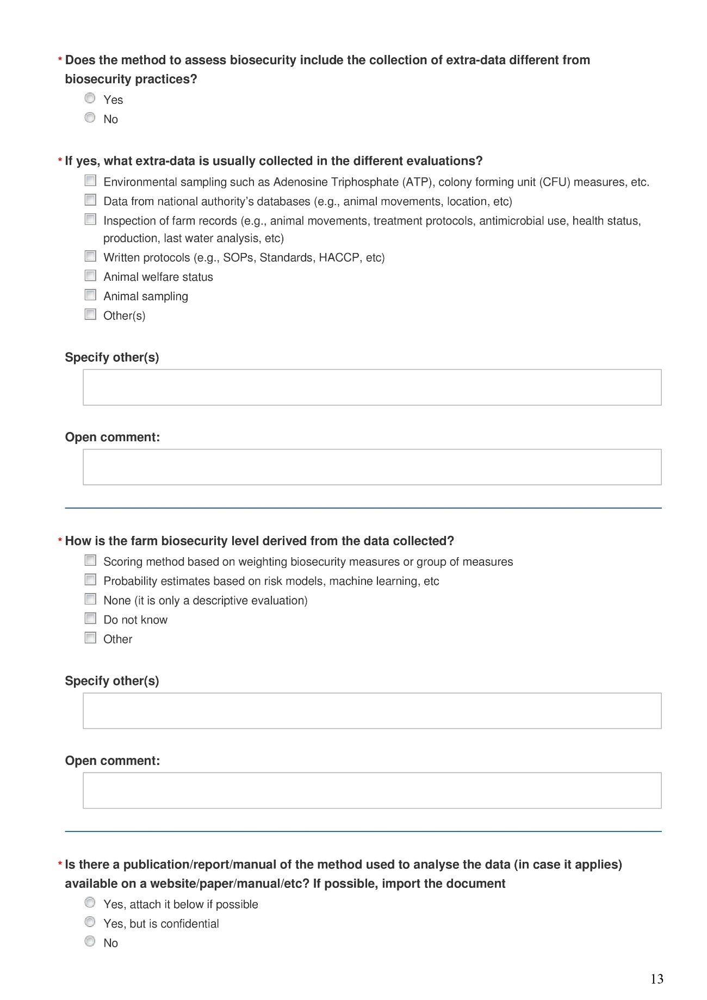 * Does the method to assess biosecurity include the collection of extra-data different from
biosecurity practices?
Yes
No
* If yes, what extra-data is usually collected in the different evaluations?
Environmental sampling such as Adenosine Triphosphate (ATP), colony forming unit (CFU) measures, etc.
Data from national authority’s databases (e.g., animal movements, location, etc)
Inspection of farm records (e.g., animal movements, treatment protocols, antimicrobial use, health status,
production, last water analysis, etc)
Written protocols (e.g., SOPs, Standards, HACCP, etc)
Animal welfare status
Animal sampling
Other(s)
Specify other(s)
Open comment:
* How is the farm biosecurity level derived from the data collected?
Scoring method based on weighting biosecurity measures or group of measures
Probability estimates based on risk models, machine learning, etc
None (it is only a descriptive evaluation)
Do not know
Other
Specify other(s)
Open comment:
* Is there a publication/report/manual of the method used to analyse the data (in case it applies)
available on a website/paper/manual/etc? If possible, import the document
Yes, attach it below if possible
Yes, but is confidential
No
13